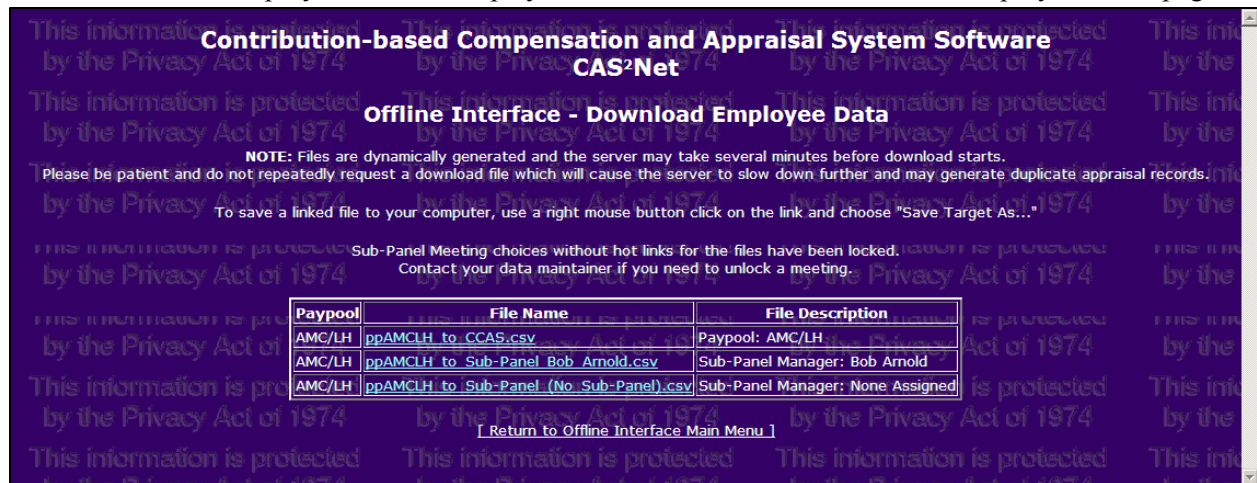 Contribution-based Compensation and Appraisal System Software
CAS²Net
Offline Interface - Download Employee Data
NOTE: Files are dynamically generated and the server may take several minutes before download starts.
Please be patient and do not repeatedly request a download file which will cause the server to slow down further and may generate duplicate appraisal records.
To save a linked file to your computer, use a right mouse button click on the link and choose "Save Target As..."
Sub-Panel Meeting choices without hot links for the files have been locked.
Contact your data maintainer if you need to unlock a meeting.
Paypool File Name File Description
AMC/LH ppAMCLH_to_CCAS.csv Paypool: AMC/LH
AMC/LH ppAMCLH_to_Sub-Panel_Bob_Arnold.csv Sub-Panel Manager: Bob Arnold
AMC/LH ppAMCLH_to_Sub-Panel_(No_Sub-Panel).csv Sub-Panel Manager: None Assigned
[ Return to Offline Interface Main Menu ]
This information is protected
by the Privacy Act of 1974